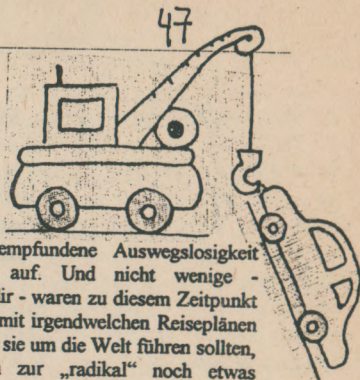 47
empfundene Auswegslosigkeit
auf. Und nicht wenige -
ir - waren zu diesem Zeitpunkt
mit irgendwelchen Reiseplänen
sie um die Welt führen sollten,
zur „radikal“ noch etwas